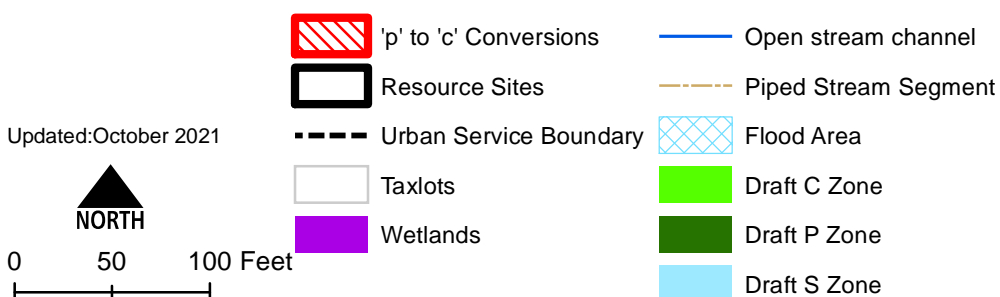 Updated:October 2021
NORTH
0 50 100 Feet
'p' to 'c' Conversions
Resource Sites
Urban Service Boundary
Taxlots
Wetlands
Open stream channel
Piped Stream Segment
Flood Area
Draft C Zone
Draft P Zone
Draft S Zone